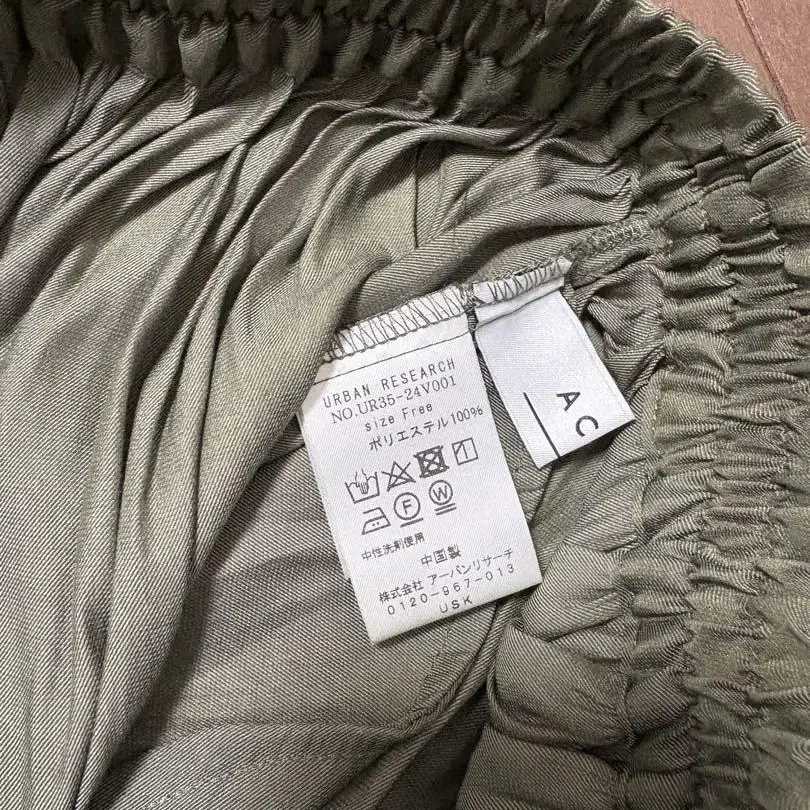 URBAN RESEARCH
NO.UR35-24V001
size Free
ポリエステル100%
F W
中性洗剤使用
中国製
株式会社 アーバンリサーチ
0120-967-013
USK
AC